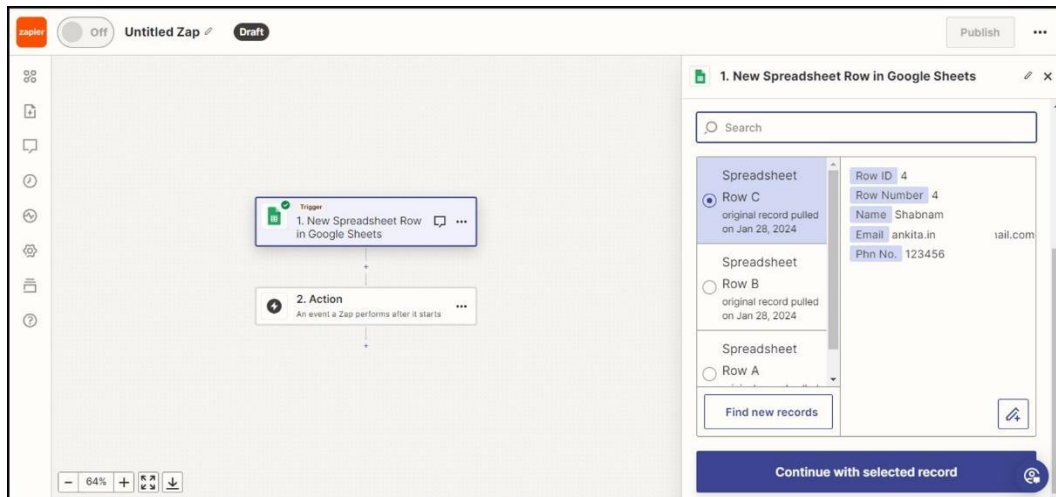 zapier
Off
Untitled Zap
Draft
Publish
Trigger
1. New Spreadsheet Row
in Google Sheets
2. Action
An event a Zap performs after it starts
64%
1. New Spreadsheet Row in Google Sheets
Search
Spreadsheet
Row C
original record pulled
on Jan 28, 2024
Spreadsheet
Row B
original record pulled
on Jan 28, 2024
Spreadsheet
Row A
Find new records
Row ID 4
Row Number 4
Name Shabnam
Email ankita.in ail.com
Phn No. 123456
Continue with selected record